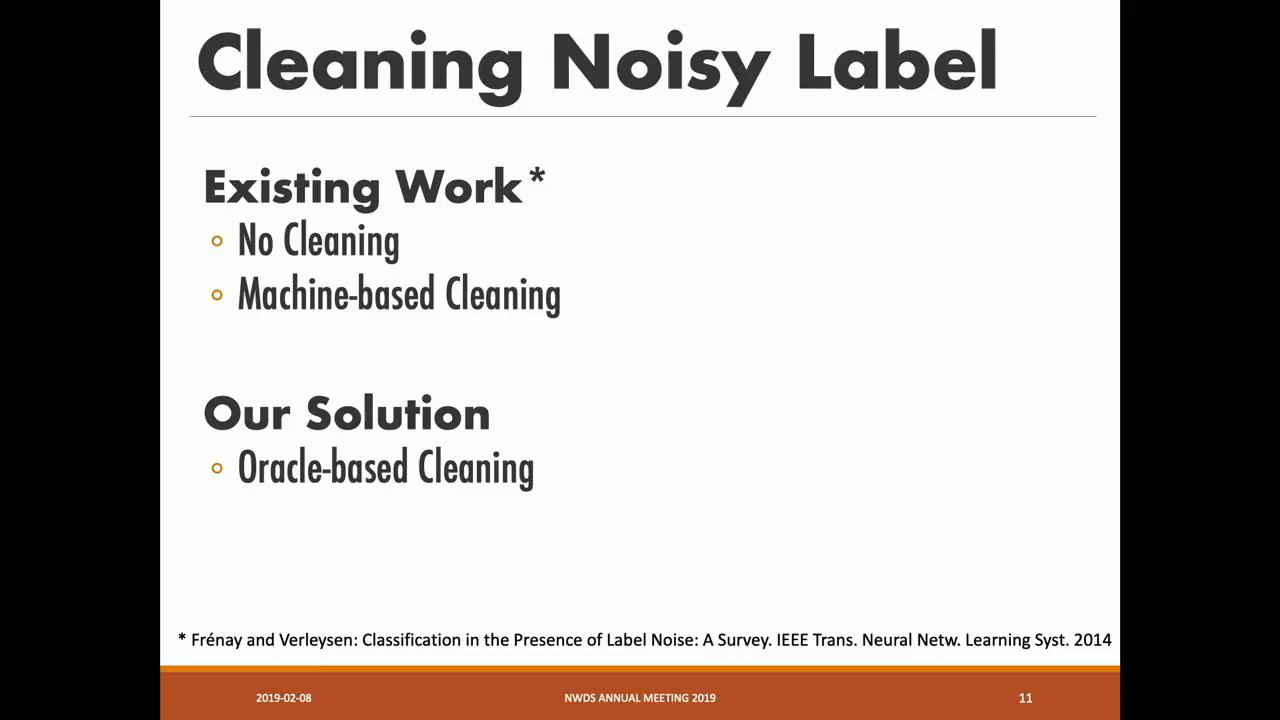 Cleaning Noisy Label
Existing Work*
No Cleaning
Machine-based Cleaning
Our Solution
Oracle-based Cleaning
* Frénay and Verleysen: Classification in the Presence of Label Noise: A Survey. IEEE Trans. Neural Netw. Learning Syst. 2014
2019-02-08 NWDS ANNUAL MEETING 2019 11